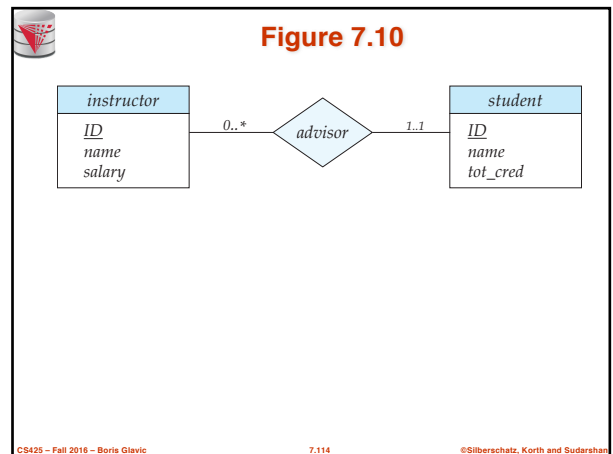 Figure 7.10
instructor
ID
name
salary
0..*
advisor
1..1
student
ID
name
tot_cred
CS425 – Fall 2016 – Boris Glavic
7.114
©Silberschatz, Korth and Sudarshan